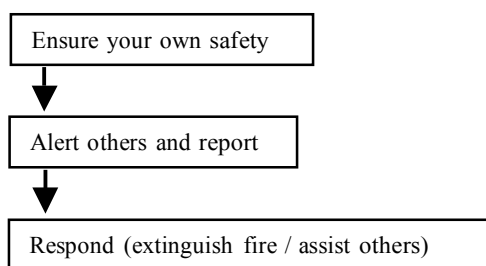 Ensure your own safety
Alert others and report
Respond (extinguish fire / assist others)